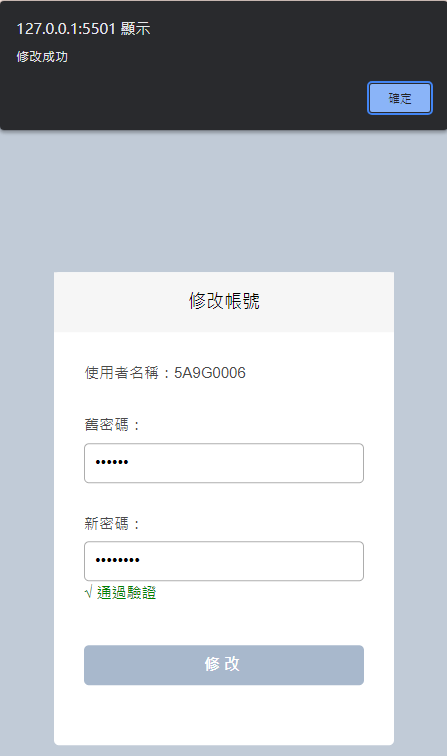 127.0.0.1:5501 顯示
修改成功
確定
修改帳號
使用者名稱：5A9G0006
舊密碼：
••••••
新密碼：
••••••••
√ 通過驗證
修 改